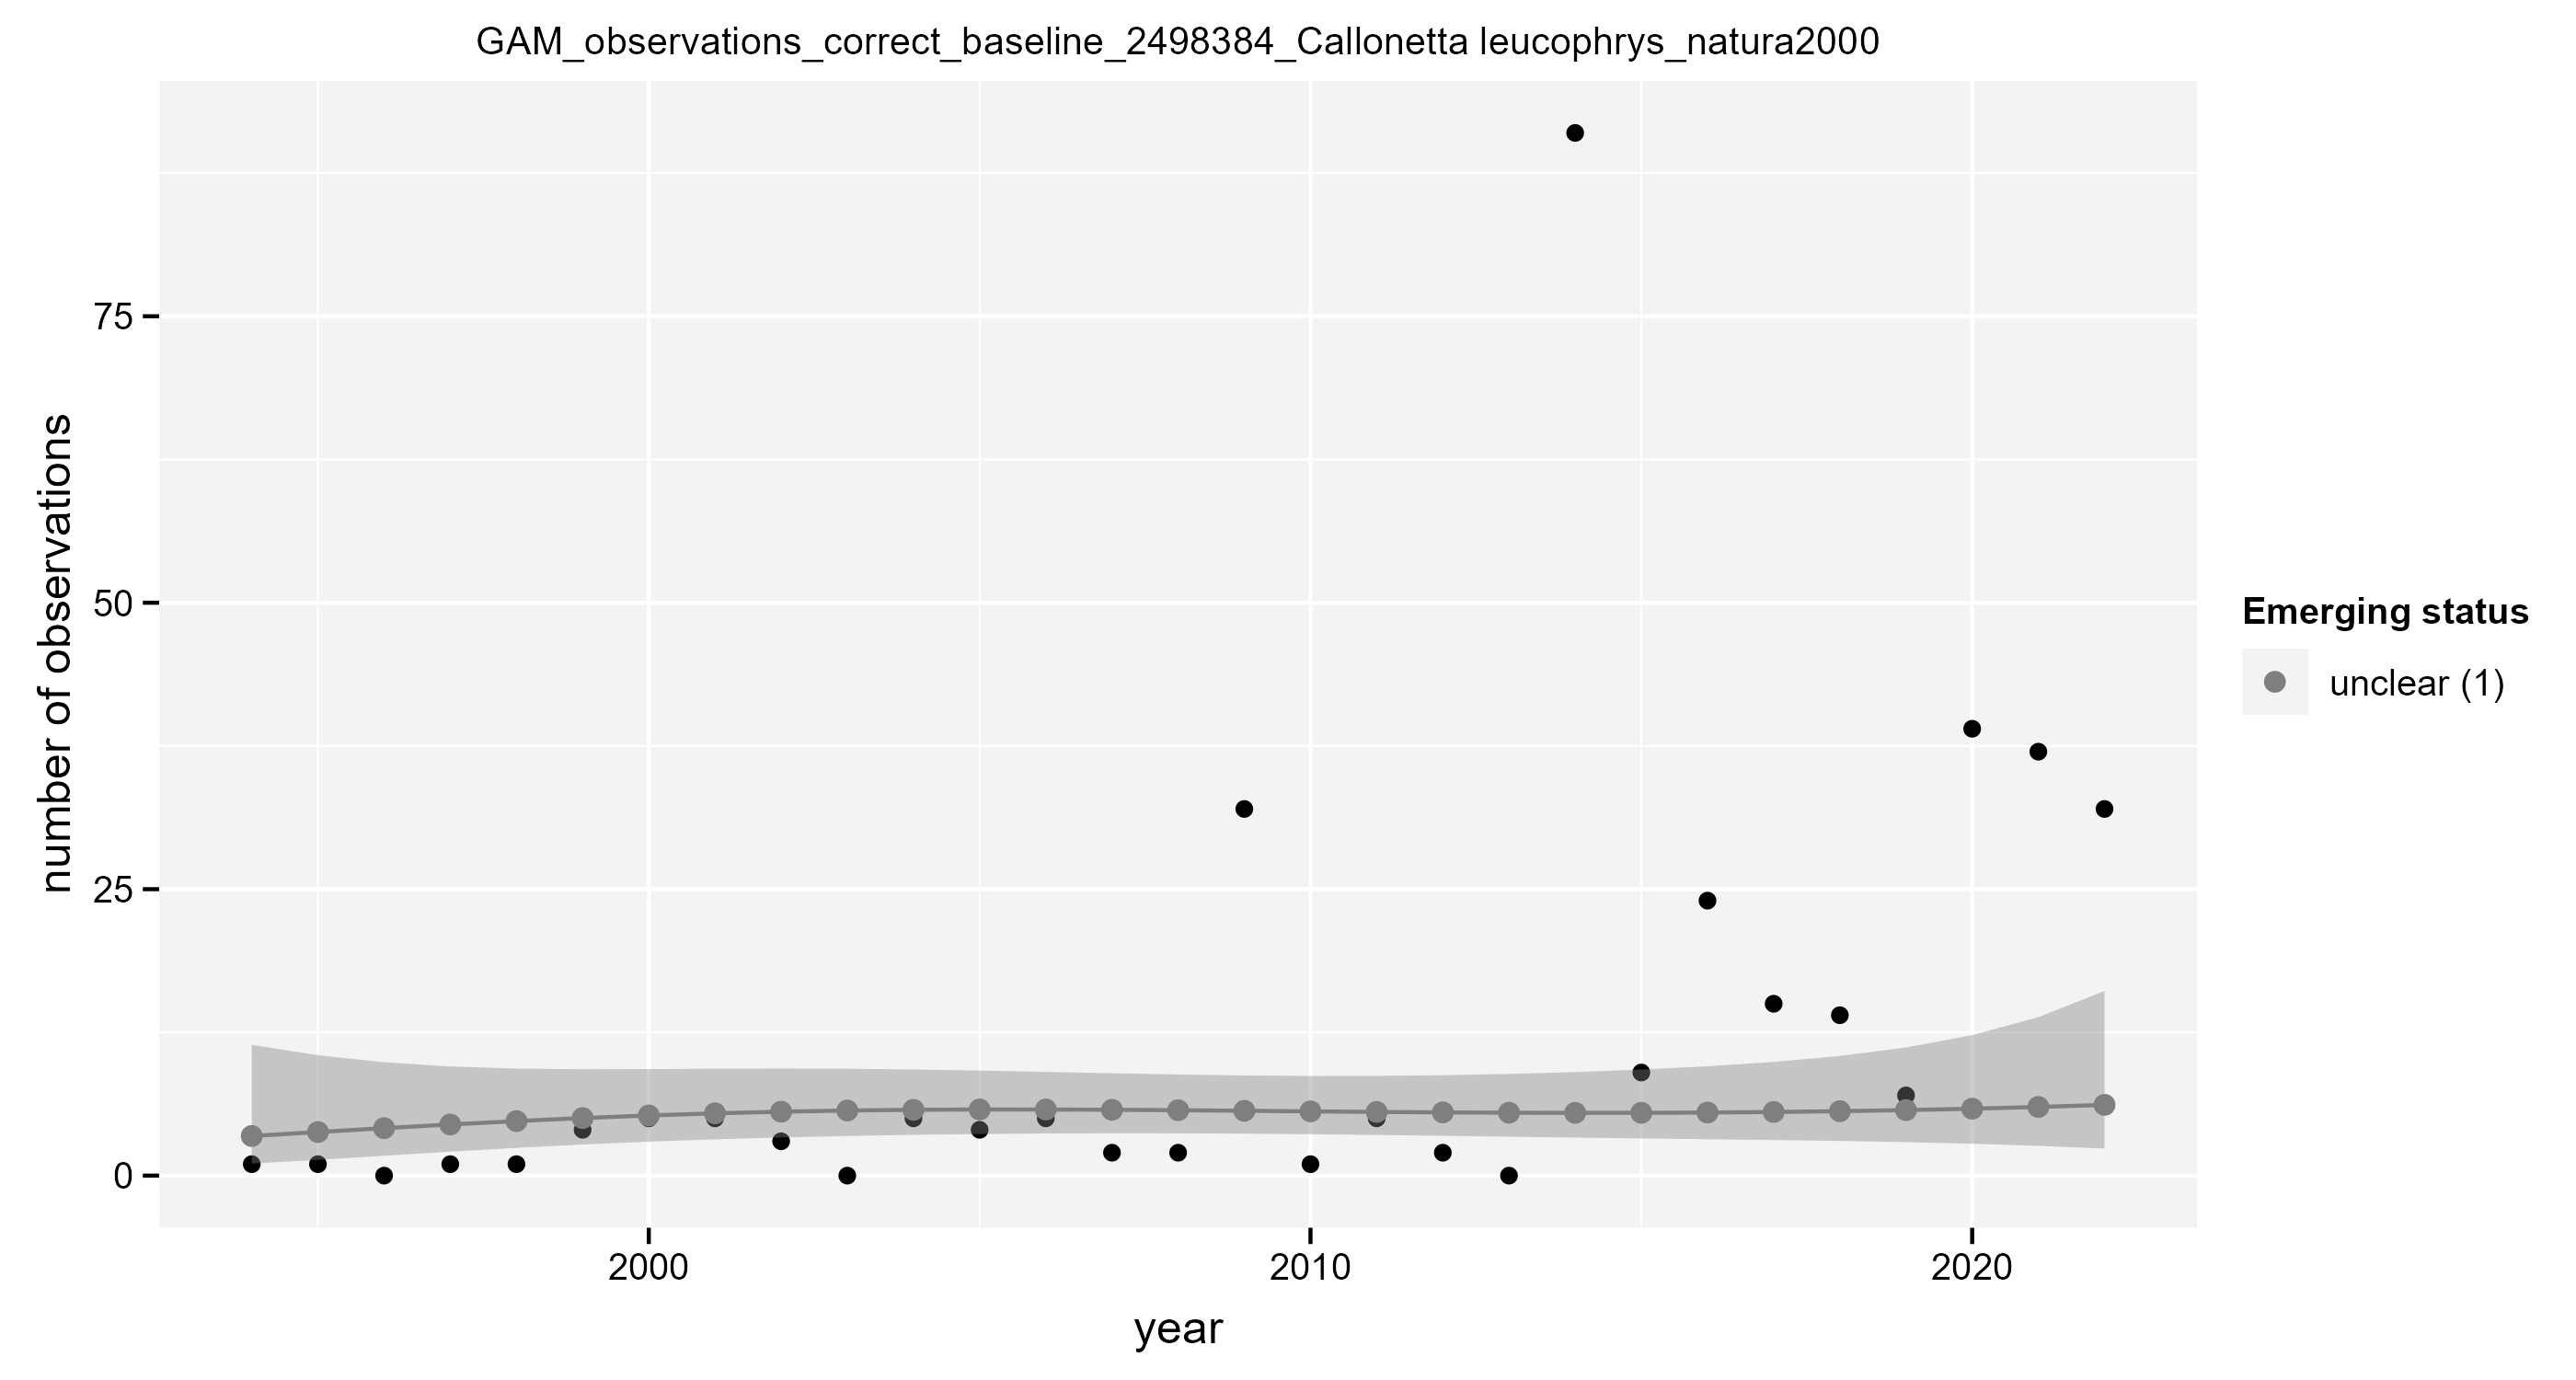 GAM_observations_correct_baseline_2498384_Callonetta leucophrys_natura2000
number of observations
75
50
25
0
2000
2010
2020
year
Emerging status
unclear (1)